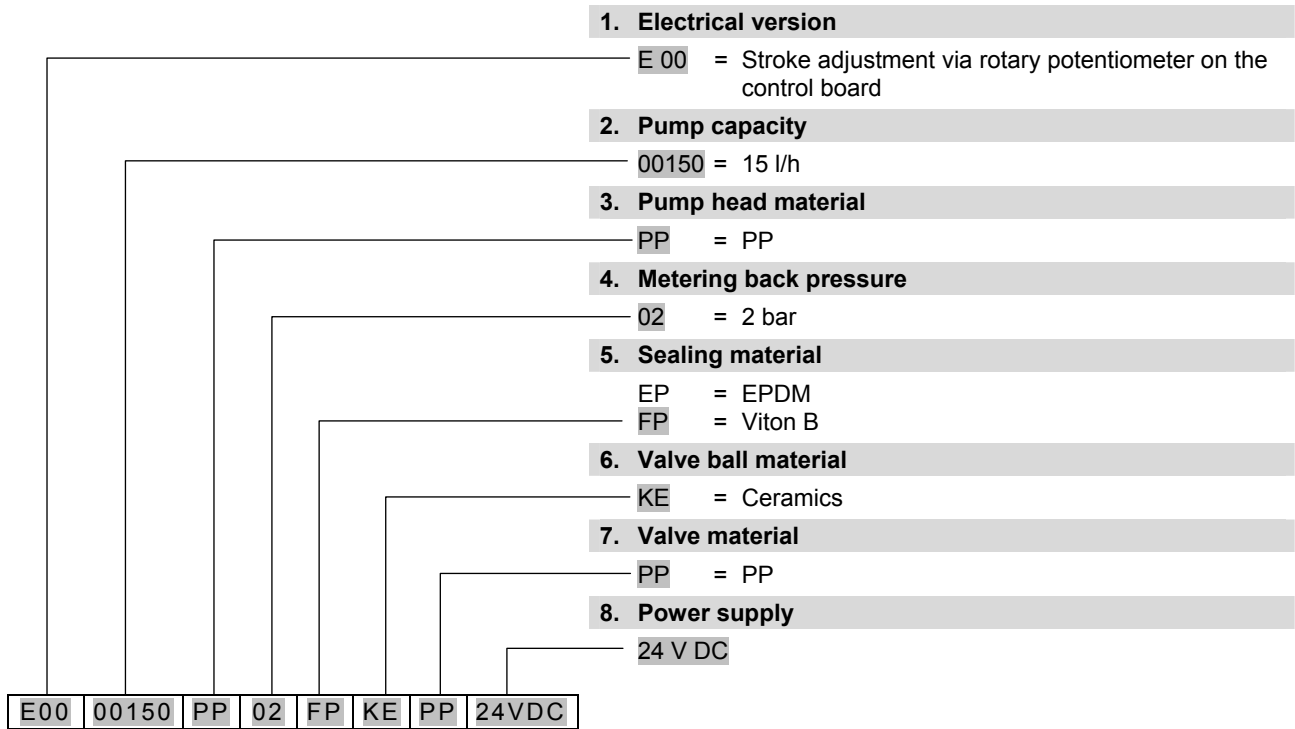 1. Electrical version
E 00 = Stroke adjustment via rotary potentiometer on the
control board
2. Pump capacity
00150 = 15 l/h
3. Pump head material
PP = PP
4. Metering back pressure
02 = 2 bar
5. Sealing material
EP = EPDM
FP = Viton B
6. Valve ball material
KE = Ceramics
7. Valve material
PP = PP
8. Power supply
24 V DC
E00 00150 PP 02 FP KE PP 24VDC